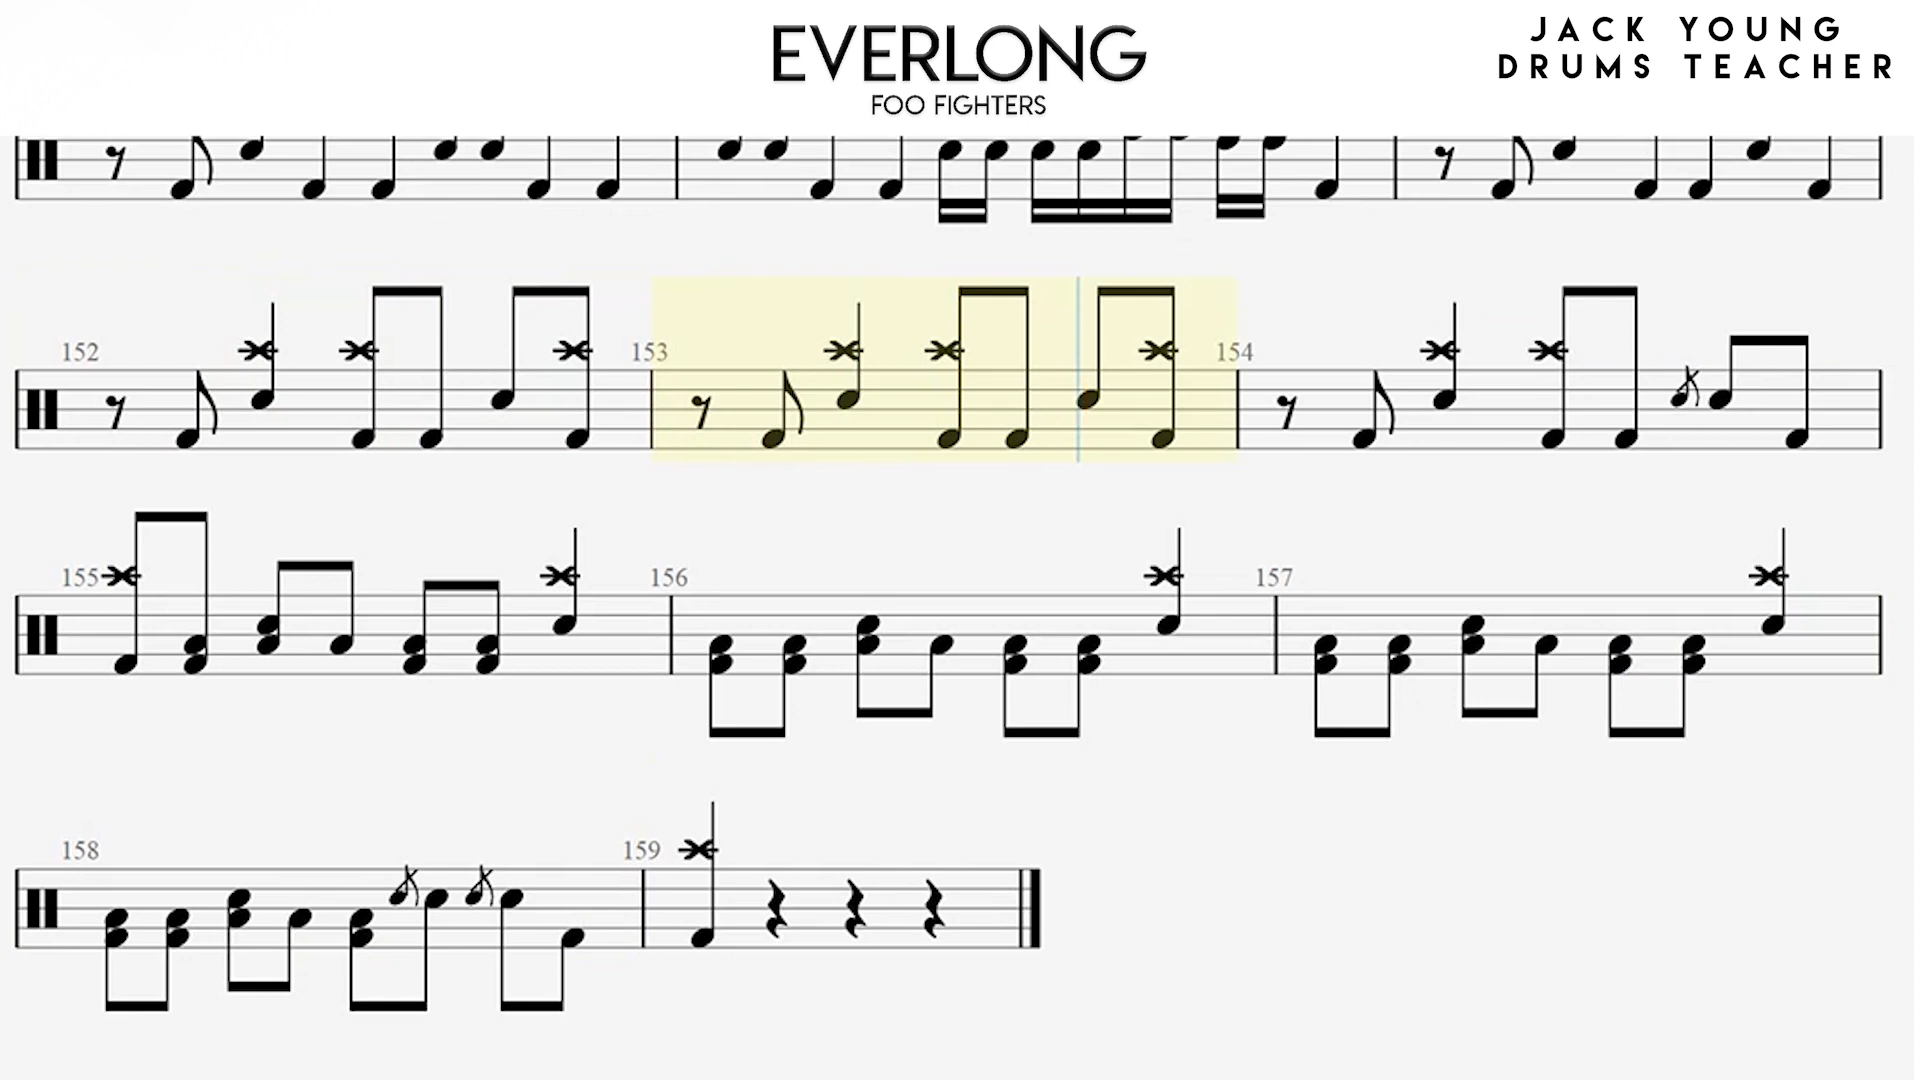 EVERLONG
FOO FIGHTERS
JACK YOUNG
DRUMS TEACHER
152 153 154
155 156 157
158 159